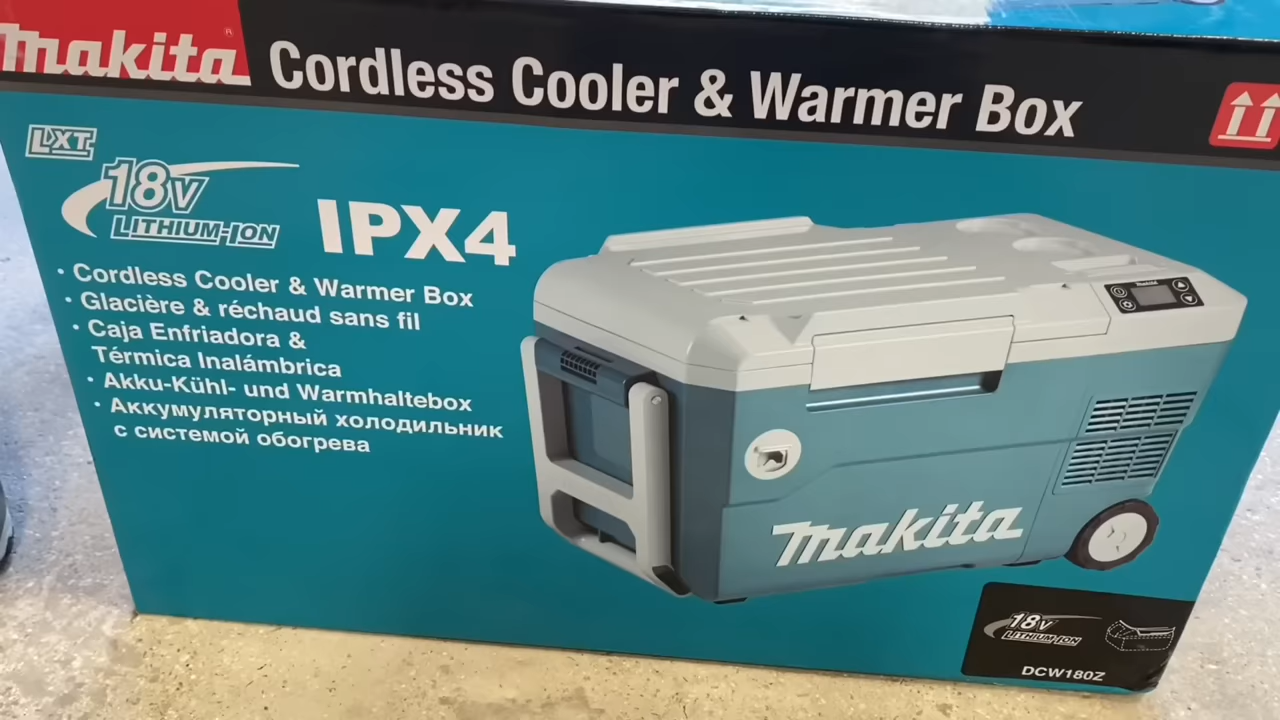 makita®
Cordless Cooler & Warmer Box
LXT
18V
LITHIUM-ION
IPX4
· Cordless Cooler & Warmer Box
· Glacière & réchaud sans fil
· Caja Enfriadora &
Térmica Inalámbrica
· Akku-Kühl- und Warmhaltebox
· Аккумуляторный холодильник
с системой обогрева
makita
makita
18V
LITHIUM-ION
DCW180Z